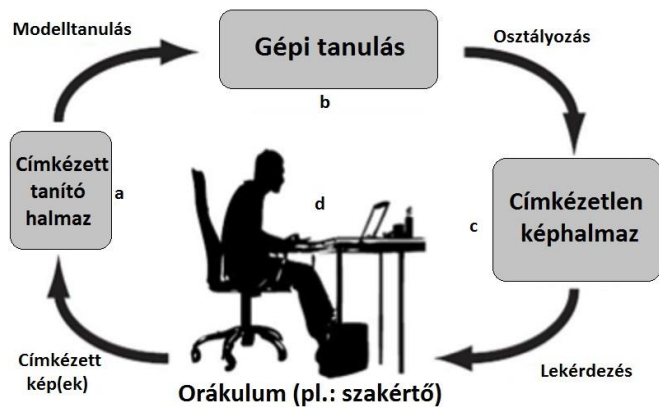 Modelltanulás
Gépi tanulás
Osztályozás
b
Címkézett
tanító
halmaz
a
d
c
Címkézetlen
képhalmaz
Címkézett
kép(ek)
Lekérdezés
Orákulum (pl.: szakértő)